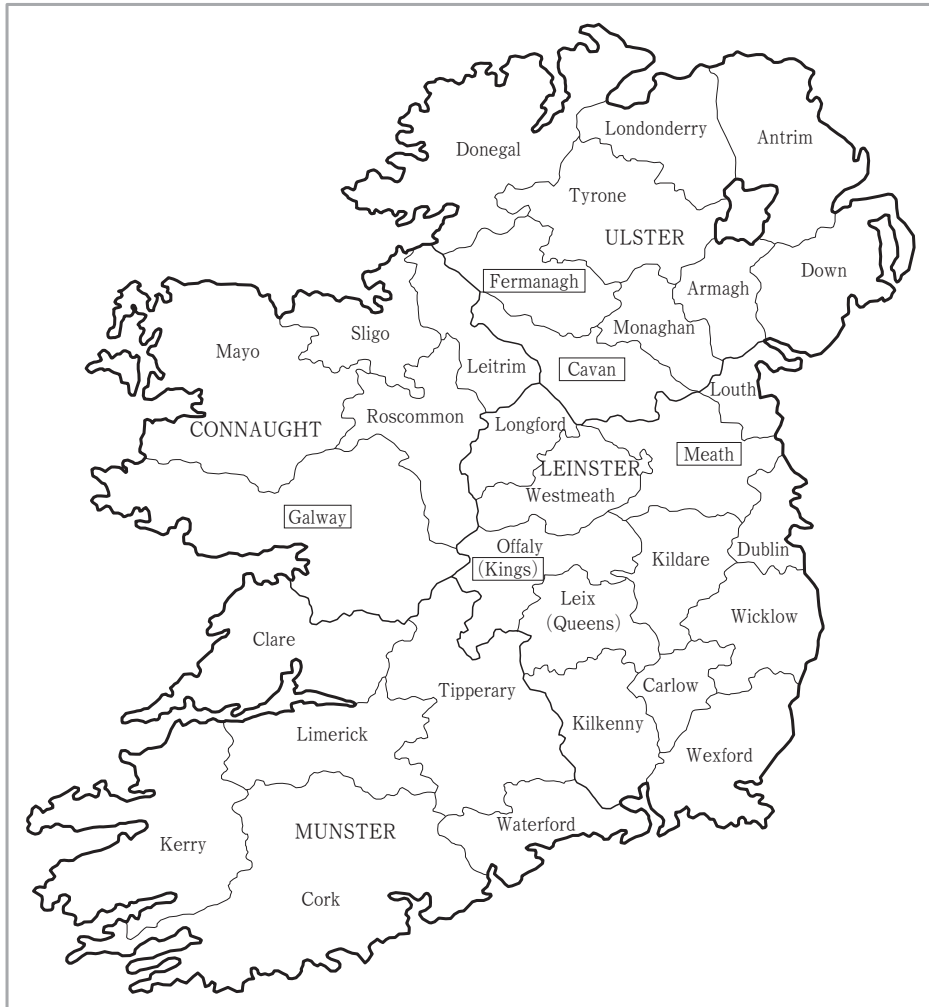 Londonderry
Antrim
Donegal
Tyrone
ULSTER
Down
Fermanagh
Armagh
Monaghan
Sligo
Mayo
Leitrim
Cavan
Louth
Roscommon
Longford
CONNAUGHT
Meath
LEINSTER
Westmeath
Galway
Offaly
(Kings)
Kildare
Dublin
Leix
(Queens)
Wicklow
Clare
Carlow
Tipperary
Kilkenny
Limerick
Wexford
Waterford
MUNSTER
Kerry
Cork